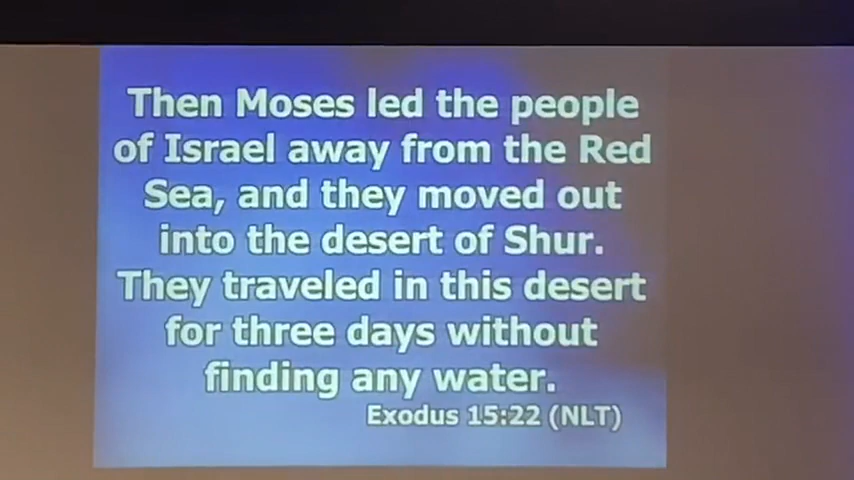 Then Moses led the people
of Israel away from the Red
Sea, and they moved out
into the desert of Shur.
They traveled in this desert
for three days without
finding any water.
Exodus 15:22 (NLT)